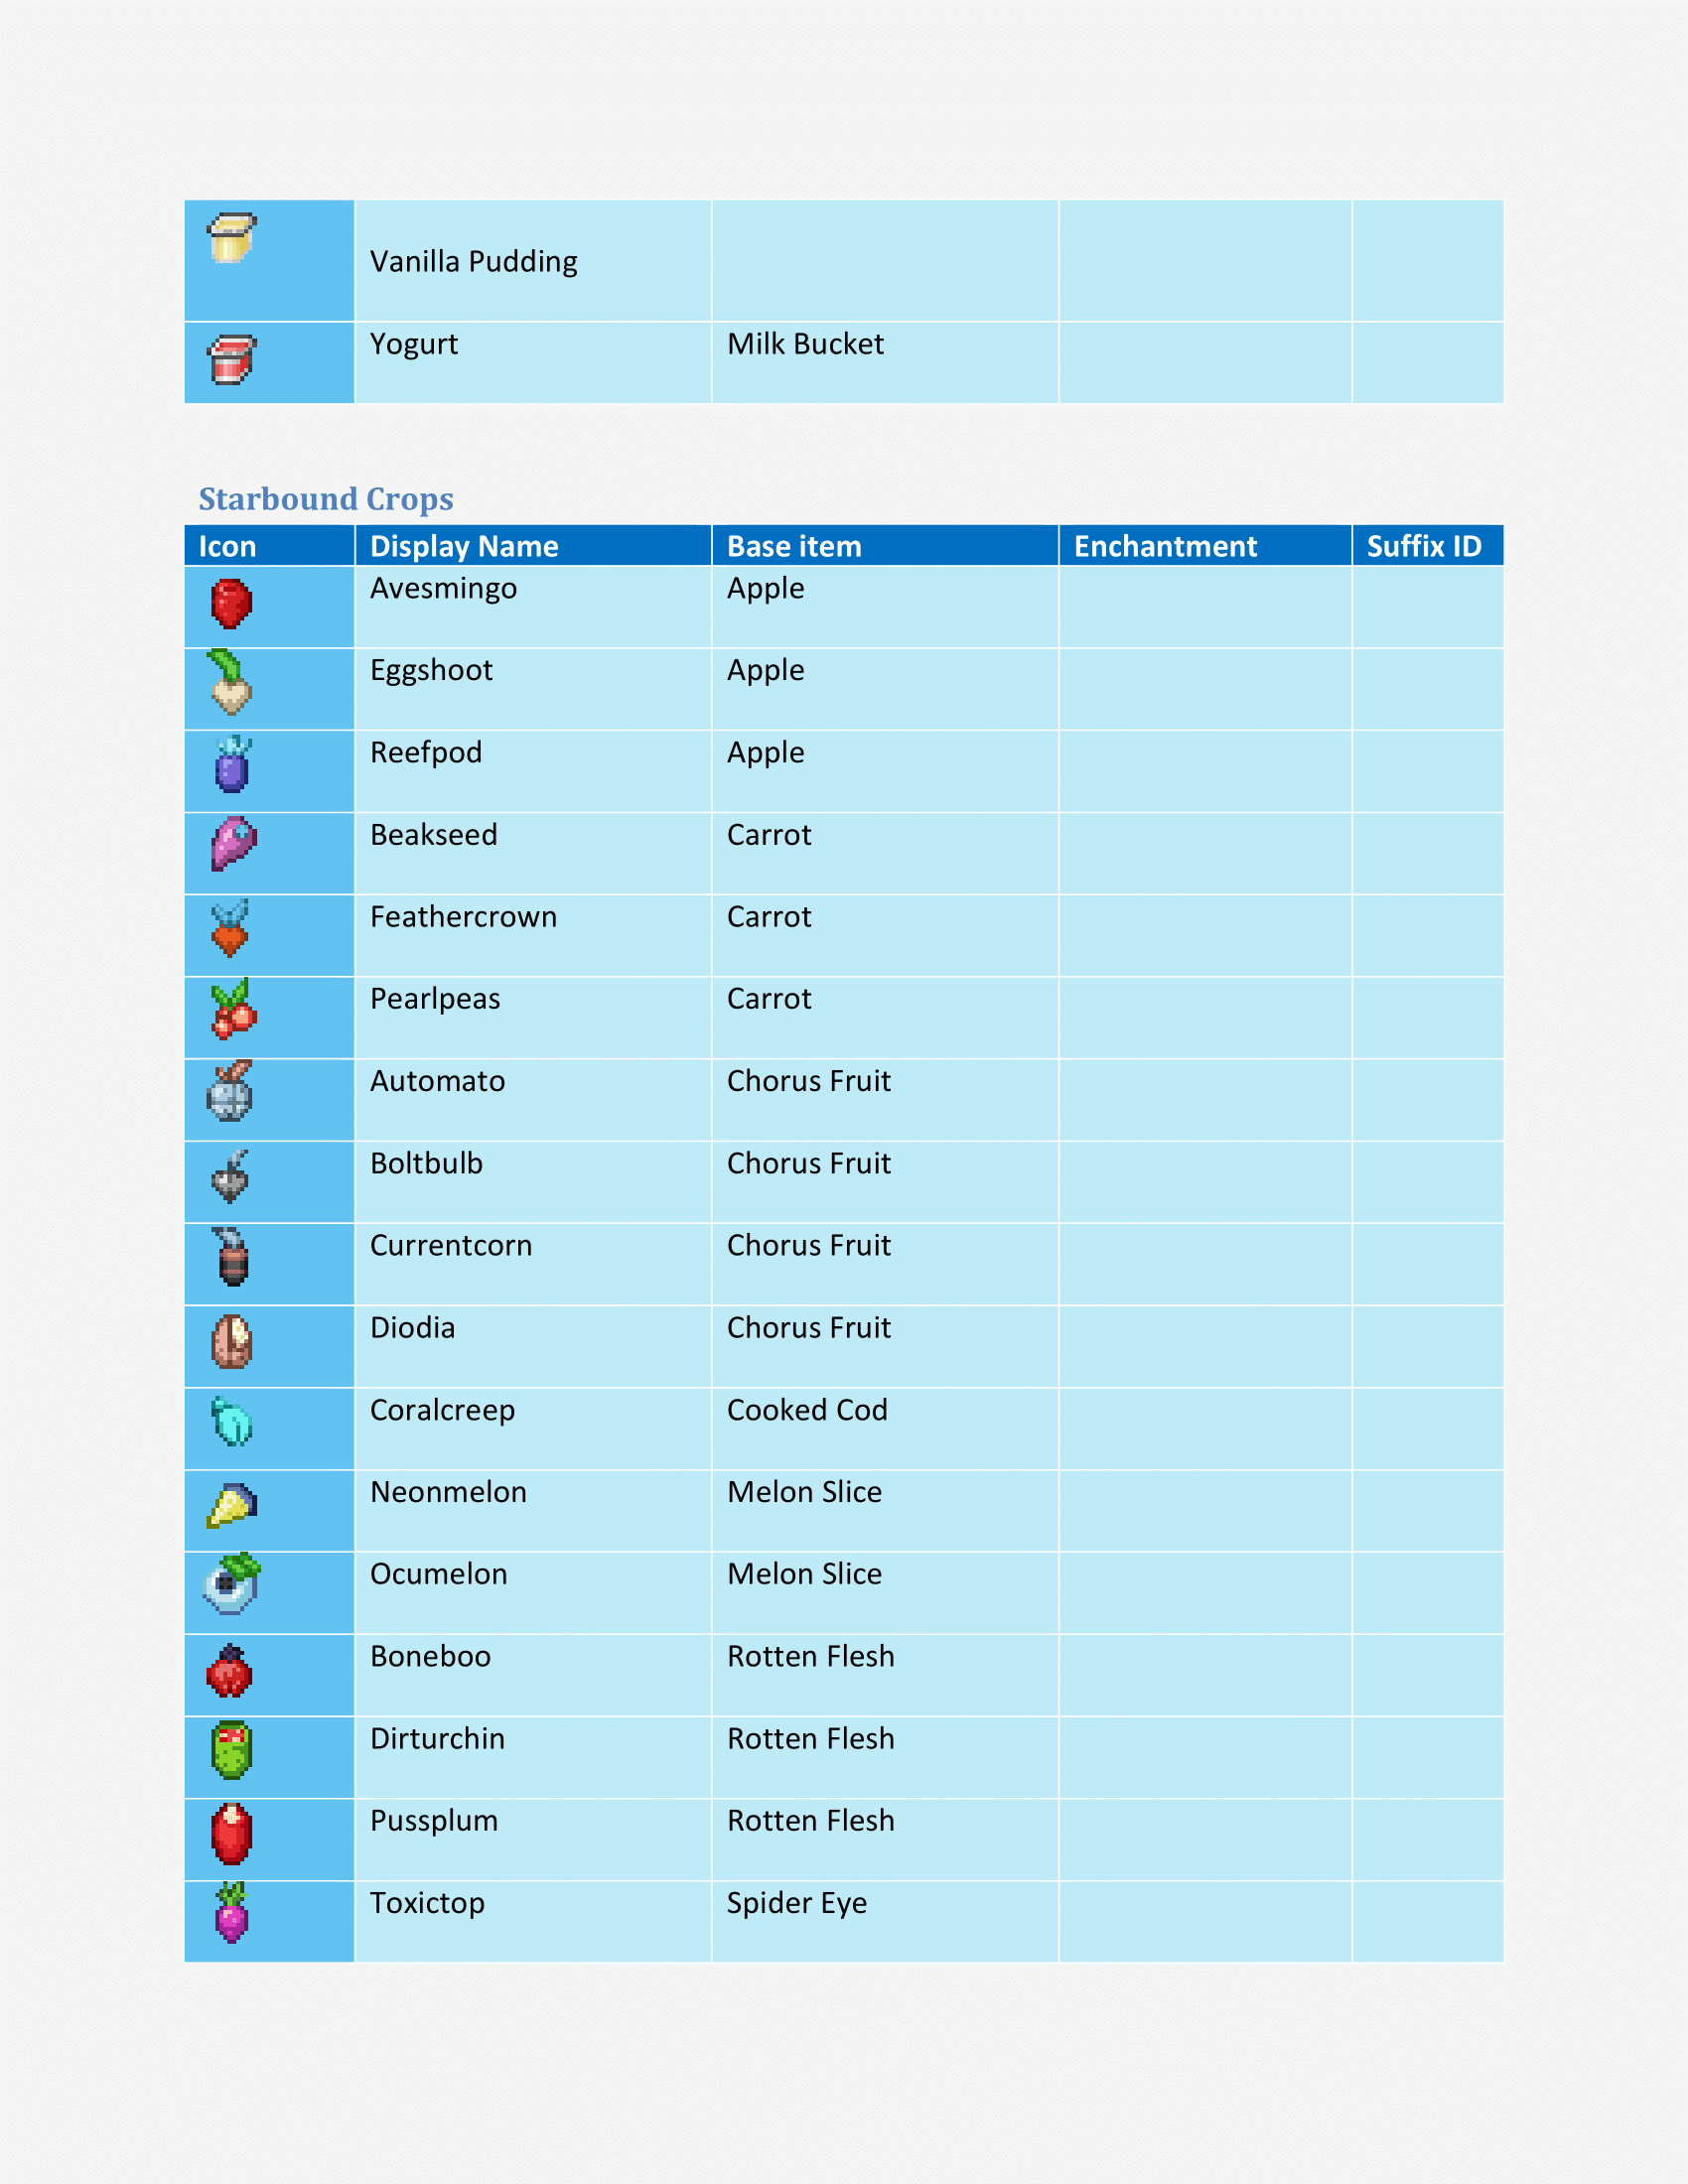 Vanilla Pudding
Yogurt Milk Bucket
Starbound Crops
Icon Display Name Base item Enchantment Suffix ID
Avesmingo Apple
Eggshoot Apple
Reefpod Apple
Beakseed Carrot
Feathercrown Carrot
Pearlpeas Carrot
Automato Chorus Fruit
Boltbulb Chorus Fruit
Currentcorn Chorus Fruit
Diodia Chorus Fruit
Coralcreep Cooked Cod
Neonmelon Melon Slice
Ocumelon Melon Slice
Boneboo Rotten Flesh
Dirturchin Rotten Flesh
Pussplum Rotten Flesh
Toxictop Spider Eye